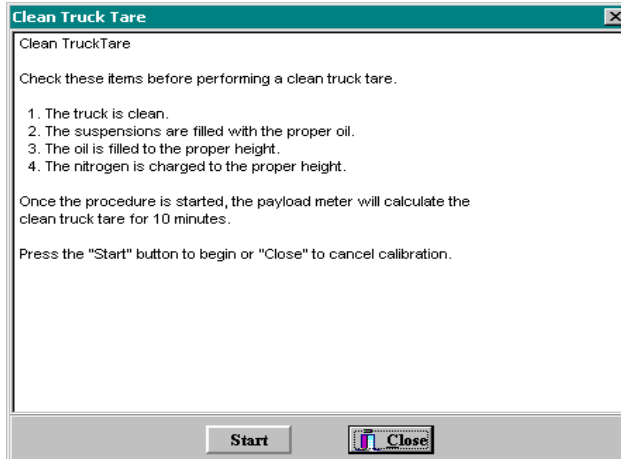 Clean Truck Tare
Clean TruckTare
Check these items before performing a clean truck tare.
1. The truck is clean.
2. The suspensions are filled with the proper oil.
3. The oil is filled to the proper height.
4. The nitrogen is charged to the proper height.
Once the procedure is started, the payload meter will calculate the
clean truck tare for 10 minutes.
Press the "Start" button to begin or "Close" to cancel calibration.
Start
Close